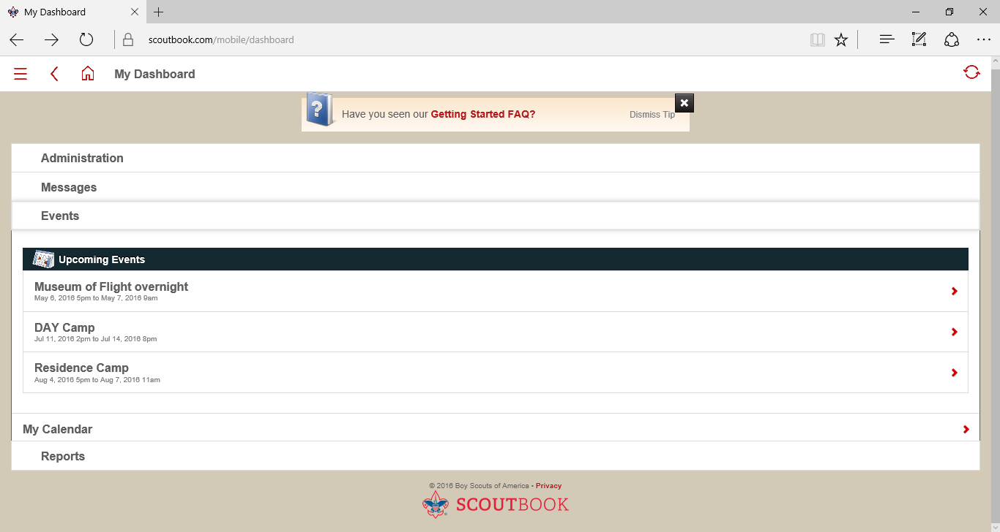 My Dashboard
scoutbook.com/mobile/dashboard
My Dashboard
?
Have you seen our Getting Started FAQ?
Dismiss Tip
Administration
Messages
Events
Upcoming Events
Museum of Flight overnight
May 6, 2016 5pm to May 7, 2016 9am
DAY Camp
Jul 11, 2016 2pm to Jul 14, 2016 8pm
Residence Camp
Aug 4, 2016 5pm to Aug 7, 2016 11am
My Calendar
Reports
© 2016 Boy Scouts of America • Privacy
SCOUTBOOK